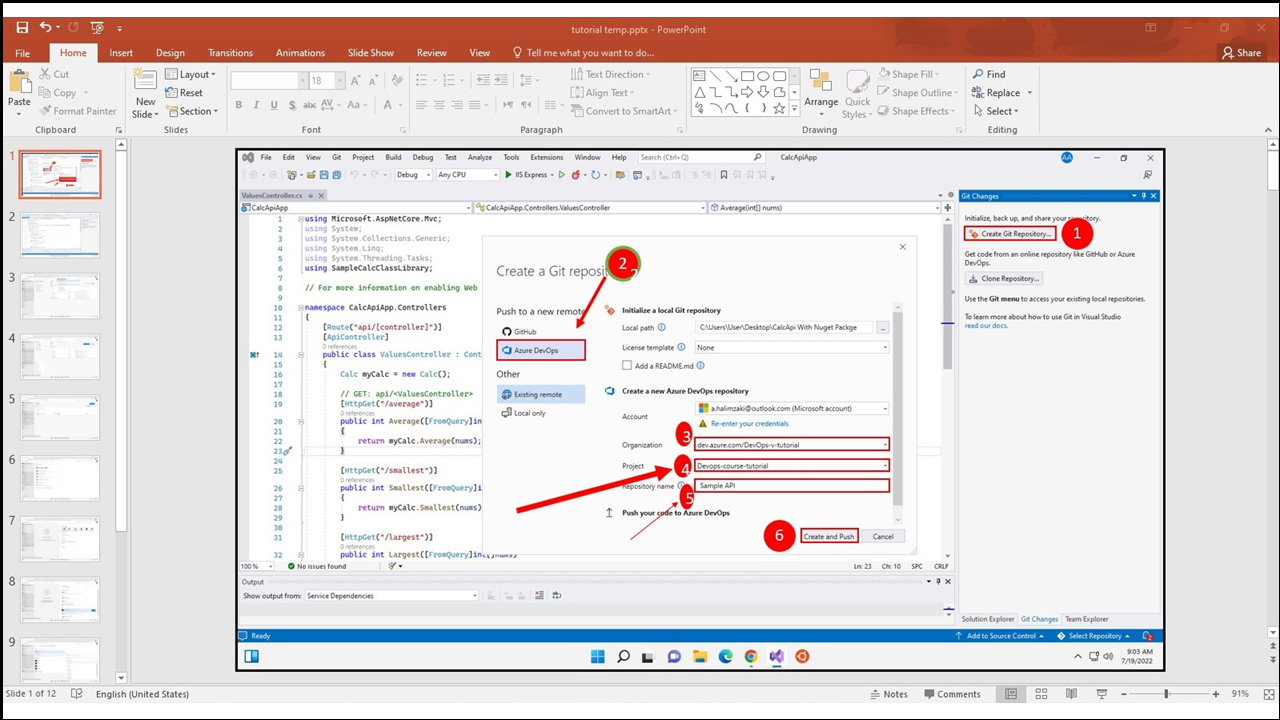 tutorial temp.pptx - PowerPoint
File Home Insert Design Transitions Animations Slide Show Review View Tell me what you want to do... Share
Paste
Cut
Copy
Format Painter
Clipboard
New Slide
Layout
Reset
Section
Slides
18
B I U S abc AV Aa A
Font
Text Direction
Align Text
Convert to SmartArt
Paragraph
Arrange
Quick Styles
Shape Fill
Shape Outline
Shape Effects
Drawing
Find
Replace
Select
Editing
1
2
3
4
5
6
7
8
9
File Edit View Git Project Build Debug Test Analyze Tools Extensions Window Help Search (Ctrl+Q) CalcApiApp AA
Debug Any CPU IIS Express
ValuesController.cs
CalcApiApp CalcApiApp.Controllers.ValuesController Average(int[] nums)
1 using Microsoft.AspNetCore.Mvc;
2 using System;
3 using System.Collections.Generic;
4 using System.Linq;
5 using System.Threading.Tasks;
6 using SampleCalcClassLibrary;
7
8 // For more information on enabling Web
9
10 namespace CalcApiApp.Controllers
11 {
12 [Route("api/[controller]")]
13 [ApiController]
0 references
14 public class ValuesController : Cont
15 {
16 Calc myCalc = new Calc();
17
18 // GET: api/<ValuesController>
19 [HttpGet("/average")]
0 references
20 public int Average([FromQuery]in
21 {
22 return myCalc.Average(nums);
23 }
24
25 [HttpGet("/smallest")]
0 references
26 public int Smallest([FromQuery]i
27 {
28 return myCalc.Smallest(nums)
29 }
30
31 [HttpGet("/largest")]
0 references
32 public int Largest([FromQuery]int[]nums)
100 % No issues found Ln: 23 Ch: 10 SPC CRLF
Output
Show output from: Service Dependencies
Create a Git reposi
2
2
Push to a new remote
GitHub
Azure DevOps
Other
Existing remote
Local only
Initialize a local Git repository
Local path C:\Users\User\Desktop\CalcApi With Nuget Packge ...
License template None
Add a README.md
Create a new Azure DevOps repository
Account a.halimzaki@outlook.com (Microsoft account)
Re-enter your credentials
Organization 3 dev.azure.com/DevOps-v-tutorial
Project 4 Devops-course-tutorial
Repository name 5 Sample API
Push your code to Azure DevOps
6 Create and Push Cancel
Git Changes
Initialize, back up, and share your repository.
Create Git Repository... 1
Get code from an online repository like GitHub or Azure
DevOps.
Clone Repository...
Use the Git menu to access your existing local repositories.
To learn more about how to use Git in Visual Studio
read our docs.
Solution Explorer Git Changes Team Explorer
Ready Add to Source Control Select Repository 2
9:03 AM
7/19/2022
Slide 1 of 12 English (United States) Notes Comments 91%